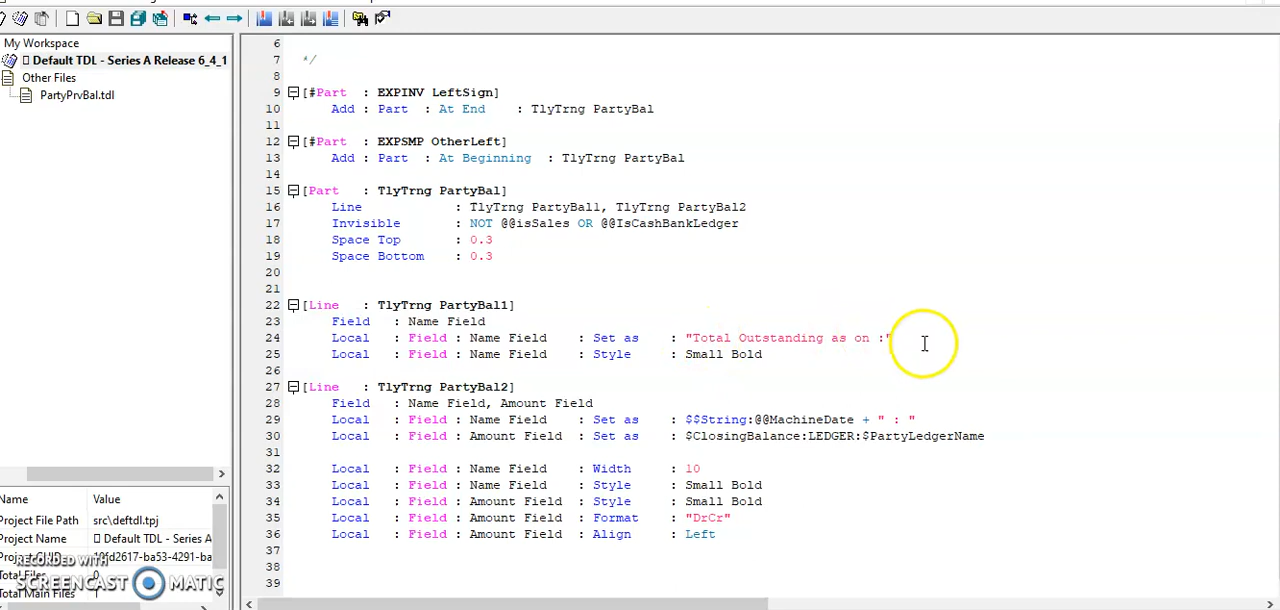 My Workspace
Default TDL - Series A Release 6_4_1
Other Files
PartyPrvBal.tdl
Name Value
Project File Path src\deftdl.tpj
Project Name Default TDL - Series A
Total Main Files 1
RECORDED WITH
SCREENCAST MATIC
6
7 */
8
9 [#Part : EXPINV LeftSign]
10 Add : Part : At End : TlyTrng PartyBal
11
12 [#Part : EXPSMP OtherLeft]
13 Add : Part : At Beginning : TlyTrng PartyBal
14
15 [Part : TlyTrng PartyBal]
16 Line : TlyTrng PartyBal1, TlyTrng PartyBal2
17 Invisible : NOT @@isSales OR @@IsCashBankLedger
18 Space Top : 0.3
19 Space Bottom : 0.3
20
21
22 [Line : TlyTrng PartyBal1]
23 Field : Name Field
24 Local : Field : Name Field : Set as : "Total Outstanding as on :"
25 Local : Field : Name Field : Style : Small Bold
26
27 [Line : TlyTrng PartyBal2]
28 Field : Name Field, Amount Field
29 Local : Field : Name Field : Set as : $$String:@@MachineDate + " : "
30 Local : Field : Amount Field : Set as : $ClosingBalance:LEDGER:$PartyLedgerName
31
32 Local : Field : Name Field : Width : 10
33 Local : Field : Name Field : Style : Small Bold
34 Local : Field : Amount Field : Style : Small Bold
35 Local : Field : Amount Field : Format : "DrCr"
36 Local : Field : Amount Field : Align : Left
37
38
39